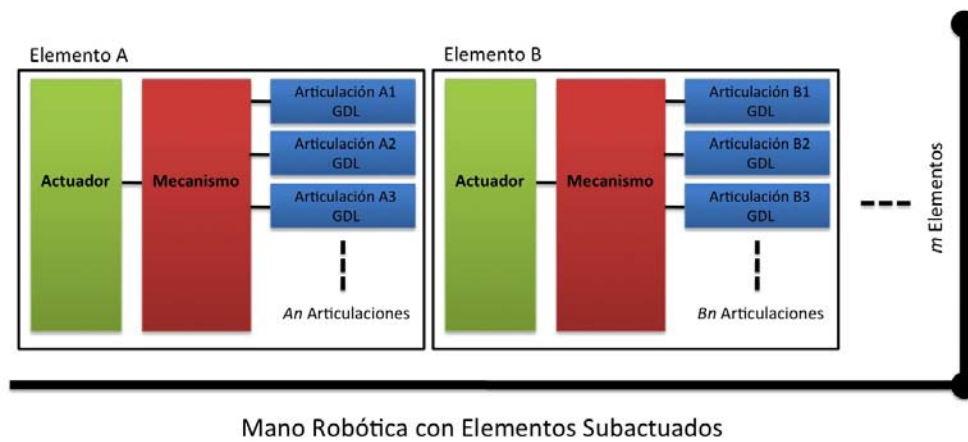 Elemento A
Actuador
Mecanismo
Articulación A1
GDL
Articulación A2
GDL
Articulación A3
GDL
An Articulaciones
Elemento B
Actuador
Mecanismo
Articulación B1
GDL
Articulación B2
GDL
Articulación B3
GDL
Bn Articulaciones
m Elementos
Mano Robótica con Elementos Subactuados